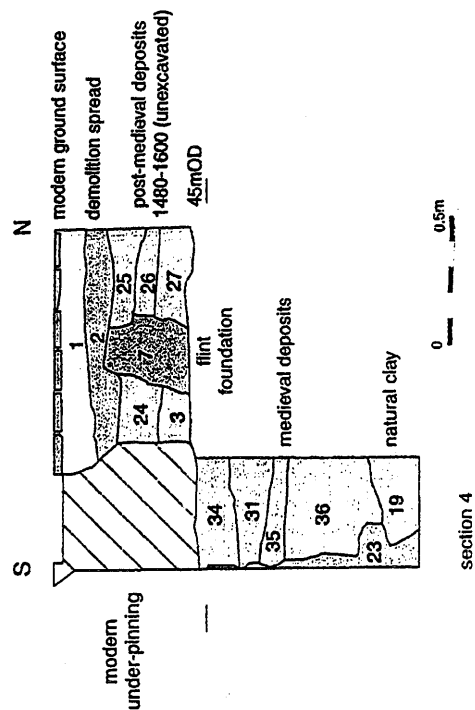 S
N
modern ground surface
demolition spread
post-medieval deposits
1480-1600 (unexcavated)
45mOD
modern
under-pinning
1
2
25
26
27
7
24
3
flint
foundation
34
31
35
36
23
19
medieval deposits
natural clay
0
0.5m
section 4